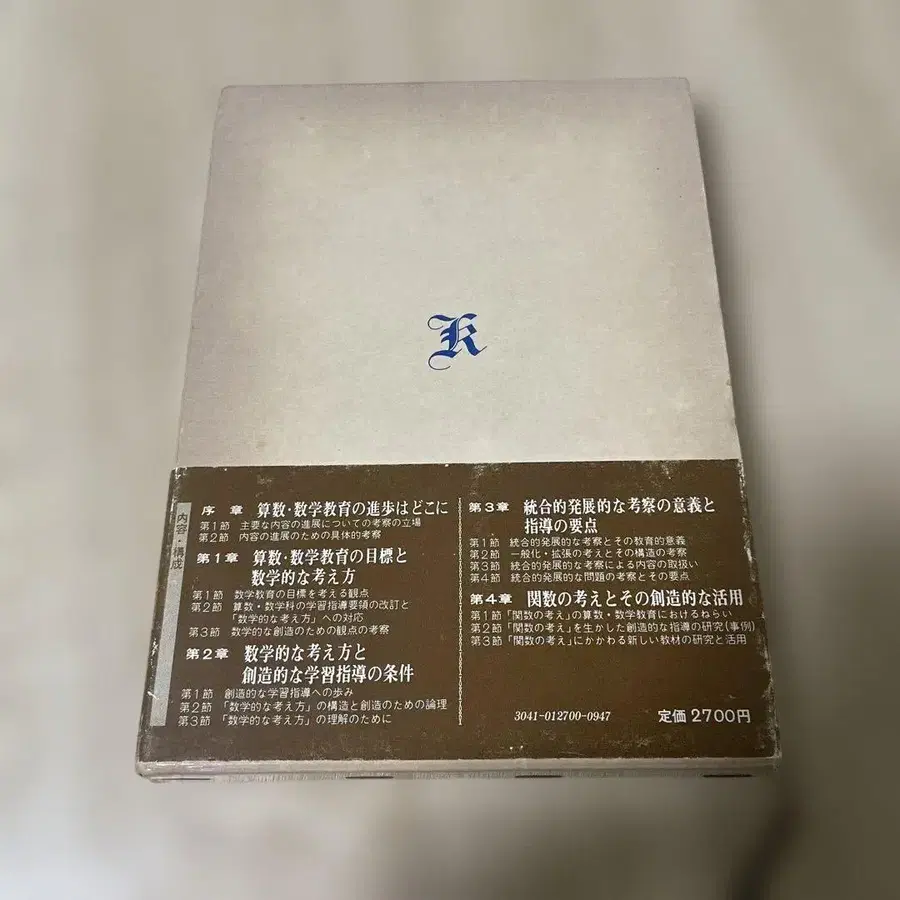 K
内容・構成
序 章 算数・数学教育の進歩はどこに
第1節 主要な内容の進展についての考察の立場
第2節 内容の進展のための具体的考察
第1章 算数・数学教育の目標と
数学的な考え方
第1節 数学教育の目標を考える観点
第2節 算数・数学科の学習指導要領の改訂と
「数学的な考え方」への対応
第3節 数学的な創造のための観点の考察
第2章 数学的な考え方と
創造的な学習指導の条件
第1節 創造的な学習指導への歩み
第2節 「数学的な考え方」の構造と創造のための論理
第3節 「数学的な考え方」の理解のために
第3章 統合的発展的な考察の意義と
指導の要点
第1節 統合的発展的な考察とその教育的意義
第2節 一般化・拡張の考えとその構造の考察
第3節 統合的発展的な考察による内容の取扱い
第4節 統合的発展的な問題の考察とその要点
第4章 関数の考えとその創造的な活用
第1節 「関数の考え」の算数・数学教育におけるねらい
第2節 「関数の考え」を生かした創造的な指導の研究(事例)
第3節 「関数の考え」にかかわる新しい教材の研究と活用
3041-012700-0947 定価 2700円